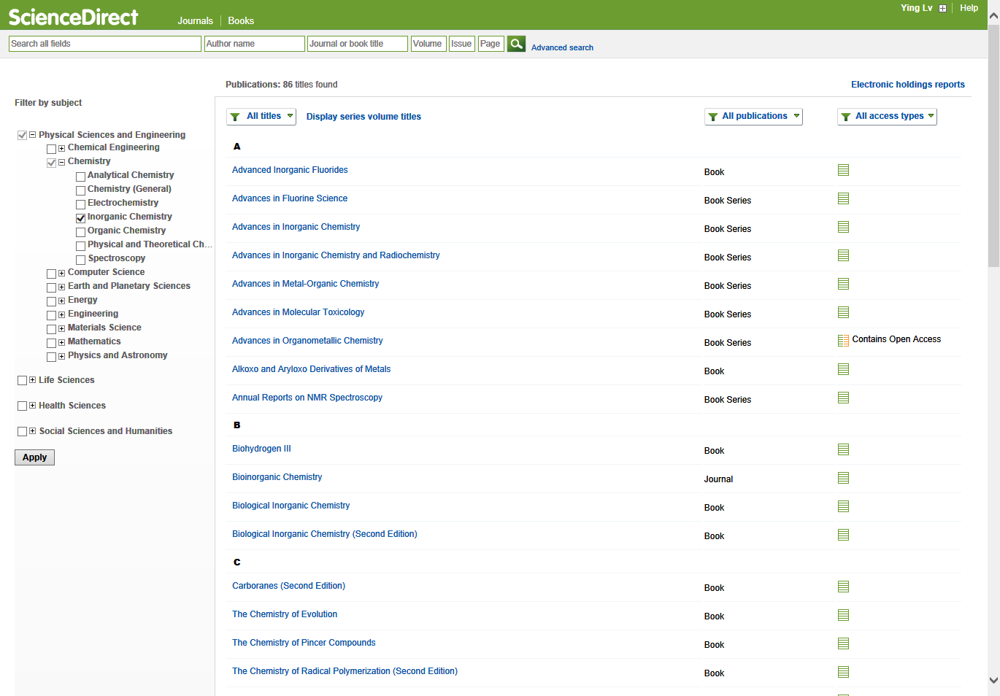 ScienceDirect
Journals
Books
Ying Lv
Help
Search all fields
Author name
Journal or book title
Volume
Issue
Page
Advanced search
Publications: 86 titles found
Electronic holdings reports
Filter by subject
All titles
Display series volume titles
All publications
All access types
Physical Sciences and Engineering
Chemical Engineering
Chemistry
Analytical Chemistry
Chemistry (General)
Electrochemistry
Inorganic Chemistry
Organic Chemistry
Physical and Theoretical Ch...
Spectroscopy
Computer Science
Earth and Planetary Sciences
Energy
Engineering
Materials Science
Mathematics
Physics and Astronomy
Life Sciences
Health Sciences
Social Sciences and Humanities
Apply
A
Advanced Inorganic Fluorides Book
Advances in Fluorine Science Book Series
Advances in Inorganic Chemistry Book Series
Advances in Inorganic Chemistry and Radiochemistry Book Series
Advances in Metal-Organic Chemistry Book Series
Advances in Molecular Toxicology Book Series
Advances in Organometallic Chemistry Book Series Contains Open Access
Alkoxo and Aryloxo Derivatives of Metals Book
Annual Reports on NMR Spectroscopy Book Series
B
Biohydrogen III Book
Bioinorganic Chemistry Journal
Biological Inorganic Chemistry Book
Biological Inorganic Chemistry (Second Edition) Book
C
Carboranes (Second Edition) Book
The Chemistry of Evolution Book
The Chemistry of Pincer Compounds Book
The Chemistry of Radical Polymerization (Second Edition) Book